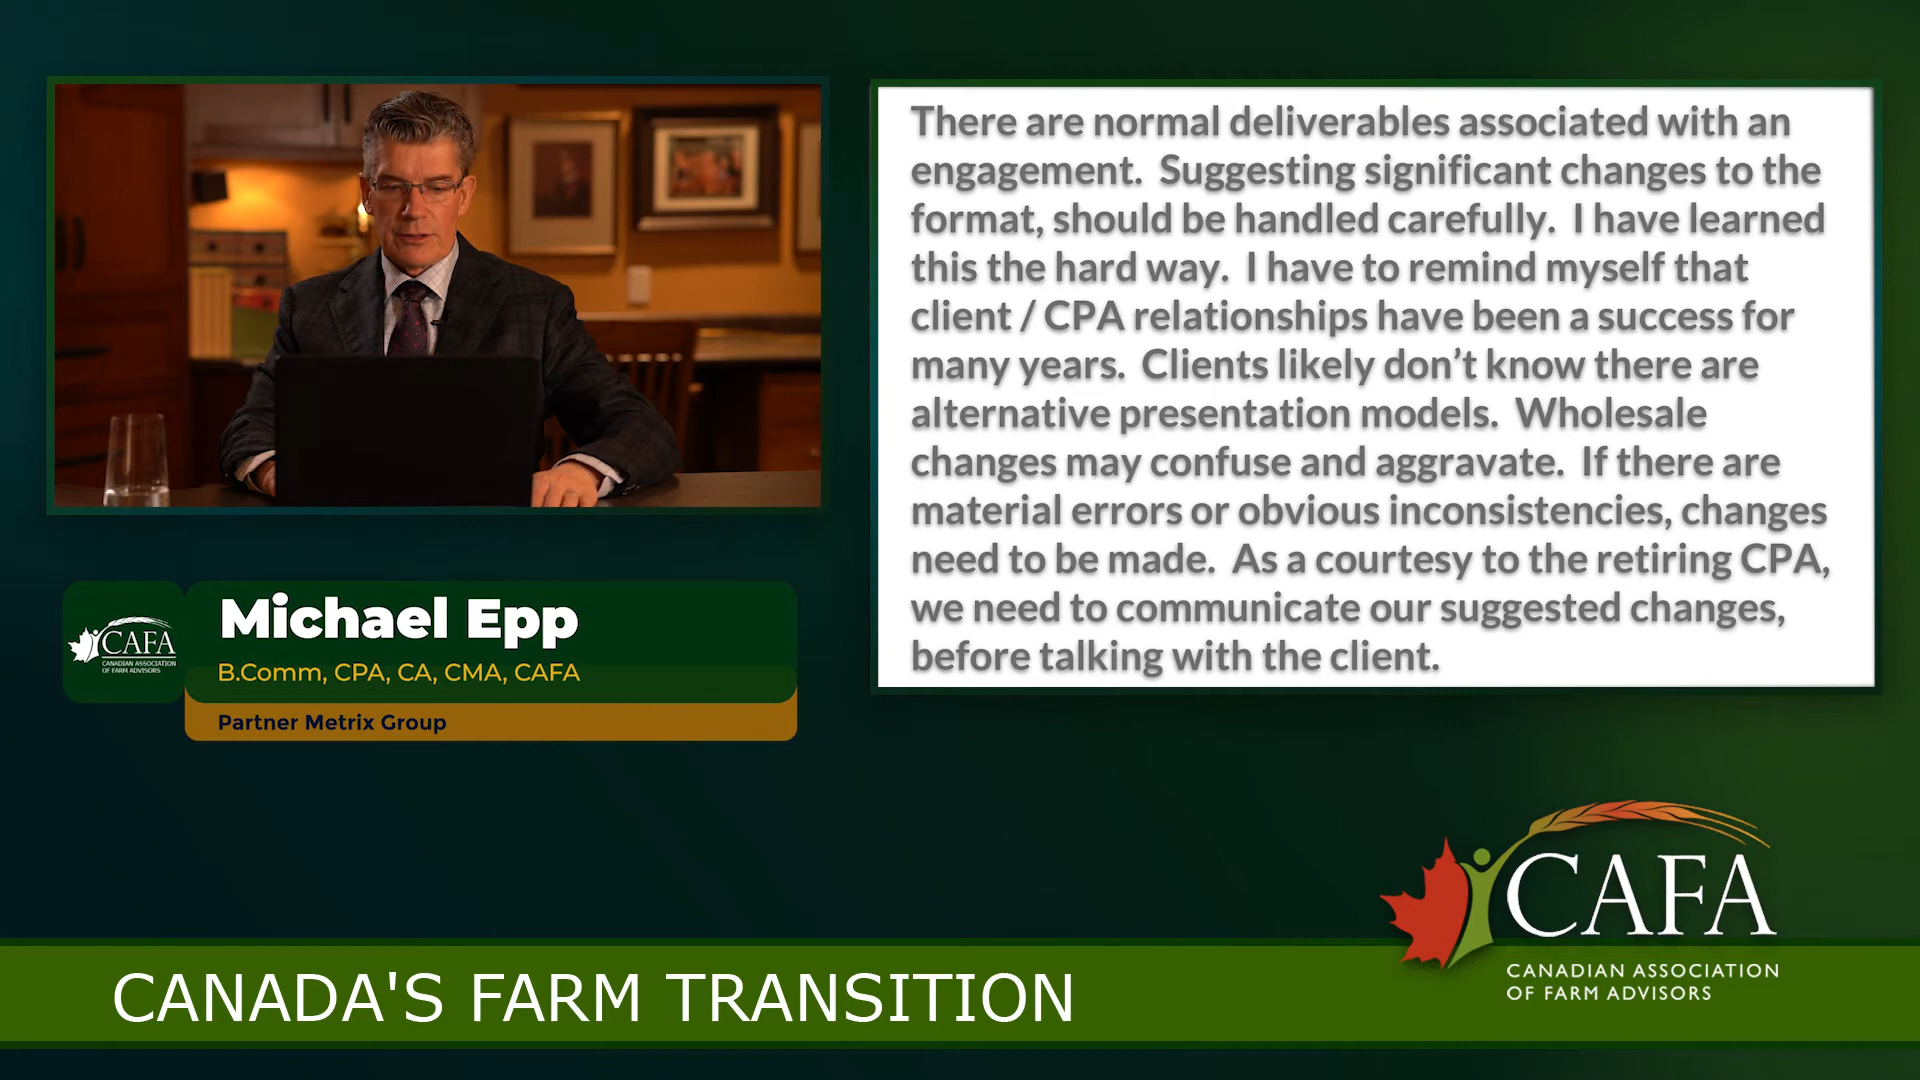 There are normal deliverables associated with an
engagement.  Suggesting significant changes to the
format, should be handled carefully.  I have learned
this the hard way.  I have to remind myself that
client / CPA relationships have been a success for
many years.  Clients likely don’t know there are
alternative presentation models.  Wholesale
changes may confuse and aggravate.  If there are
material errors or obvious inconsistencies, changes
need to be made.  As a courtesy to the retiring CPA,
we need to communicate our suggested changes,
before talking with the client.
CAFA
CANADIAN ASSOCIATION
OF FARM ADVISORS
Michael Epp
B.Comm, CPA, CA, CMA, CAFA
Partner Metrix Group
CAFA
CANADIAN ASSOCIATION
OF FARM ADVISORS
CANADA'S FARM TRANSITION